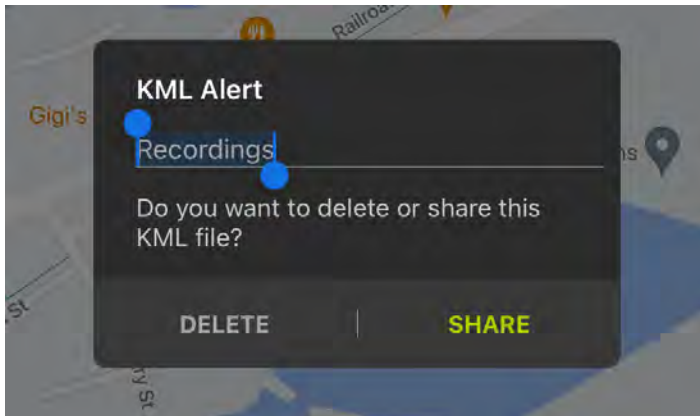 Railroa
KML Alert
Gigi's
Recordings
ns
Do you want to delete or share this
KML file?
St
DELETE
SHARE
ry St